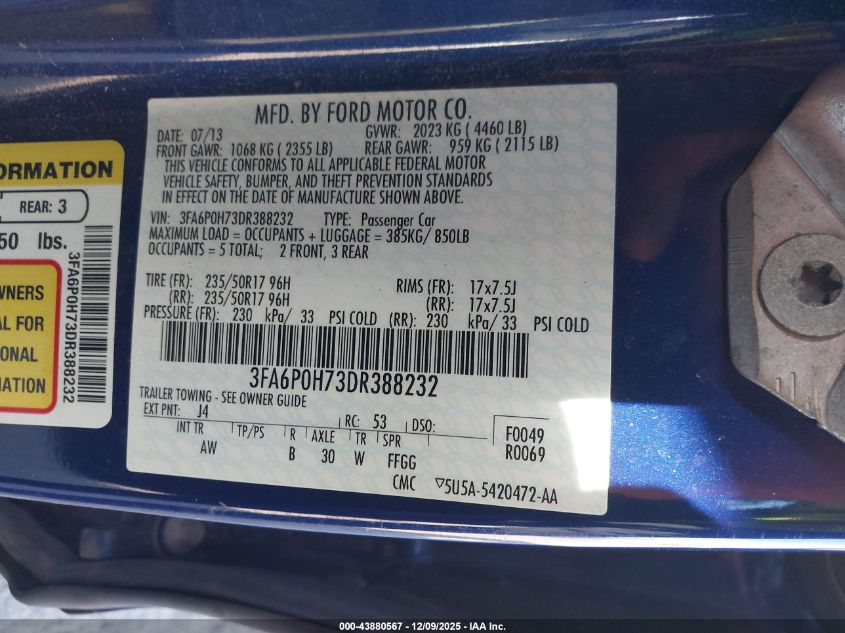 MFD. BY FORD MOTOR CO.
DATE: 07/13 GVWR: 2023 KG ( 4460 LB)
FRONT GAWR: 1068 KG ( 2355 LB) REAR GAWR: 959 KG ( 2115 LB)
THIS VEHICLE CONFORMS TO ALL APPLICABLE FEDERAL MOTOR
VEHICLE SAFETY, BUMPER, AND THEFT PREVENTION STANDARDS
IN EFFECT ON THE DATE OF MANUFACTURE SHOWN ABOVE.
VIN: 3FA6P0H73DR388232 TYPE: Passenger Car
MAXIMUM LOAD = OCCUPANTS + LUGGAGE = 385KG/ 850LB
OCCUPANTS = 5 TOTAL; 2 FRONT, 3 REAR
TIRE (FR): 235/50R17 96H RIMS (FR): 17x7.5J
(RR): 235/50R17 96H (RR): 17x7.5J
PRESSURE (FR): 230 kPa/ 33 PSI COLD (RR): 230 kPa/ 33 PSI COLD
3FA6P0H73DR388232
TRAILER TOWING - SEE OWNER GUIDE
EXT PNT: J4 RC: 53 DSO: F0049
R0069
INT TR TP/PS R AXLE TR SPR
AW B 30 W FFGG
CMC ▽5U5A-5420472-AA
ORMATION
REAR: 3
50 lbs.
WNERS
AL FOR
IONAL
MATION
3FA6P0H73DR388232
000-43880567 - 12/09/2025 - IAA Inc.